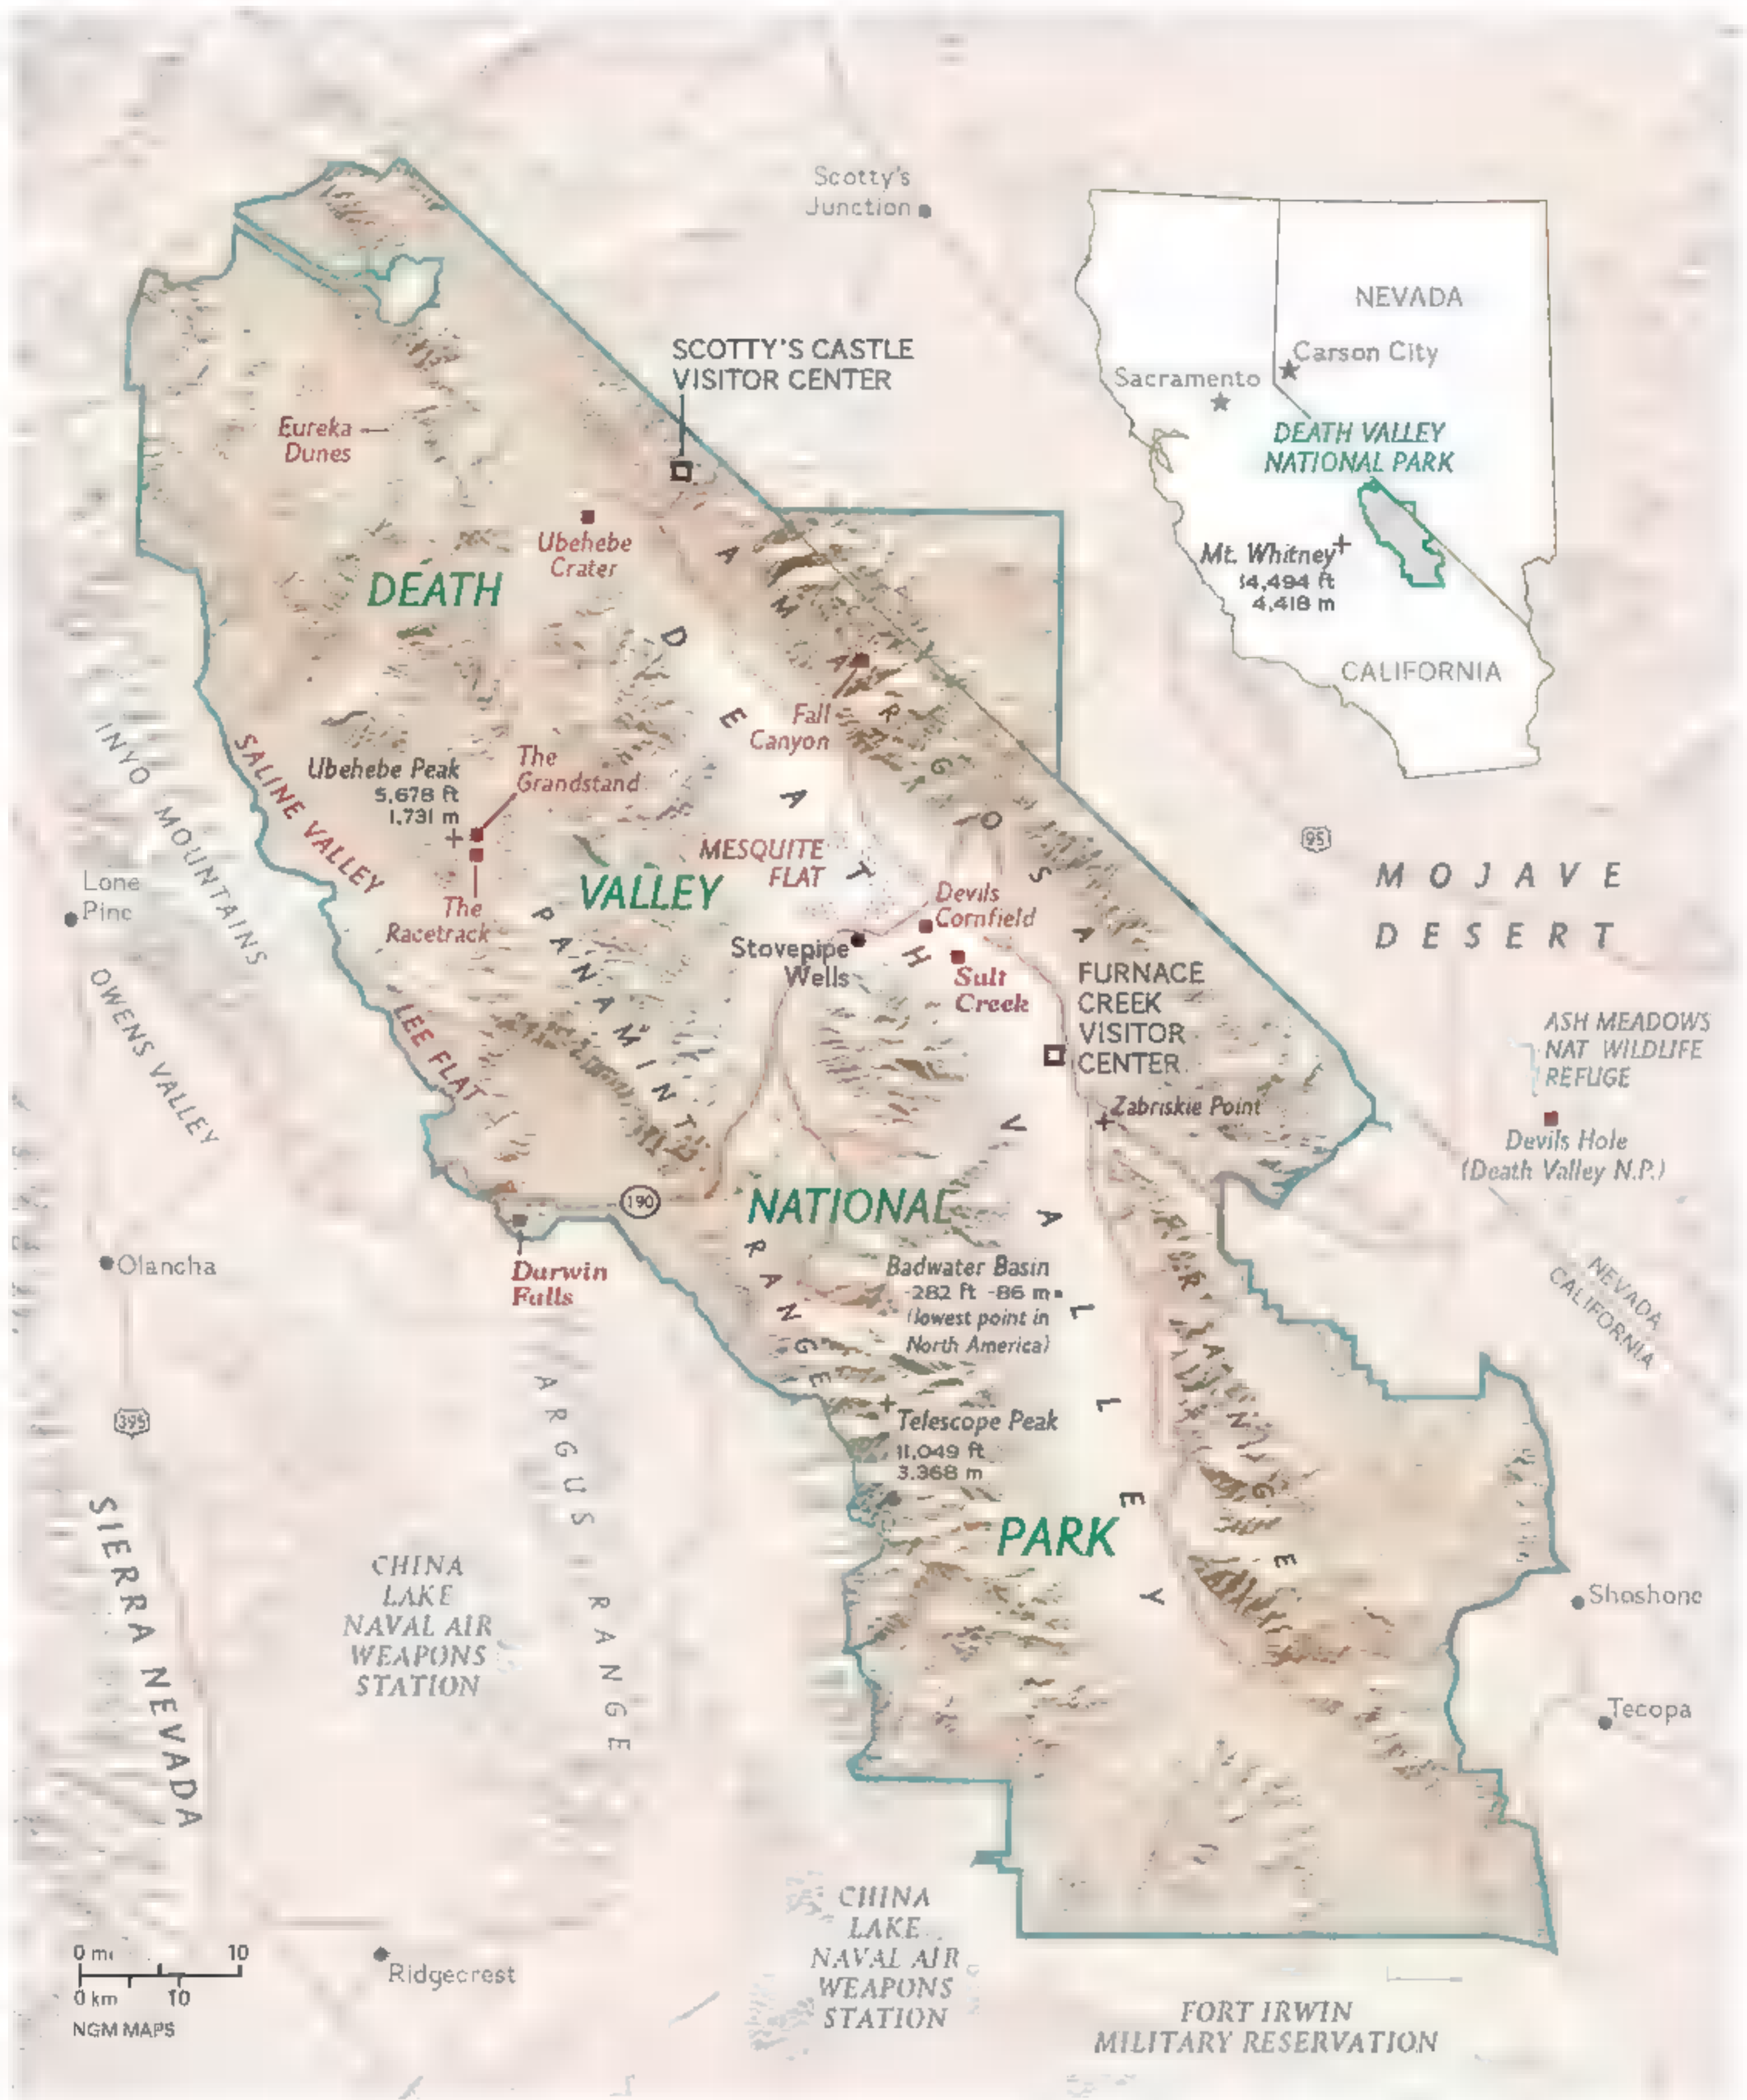 Scotty's
Junction
NEVADA
Carson City
Sacramento
DEATH VALLEY
NATIONAL PARK
Mt. Whitney
14,494 ft
4,418 m
CALIFORNIA
SCOTTY'S CASTLE
VISITOR CENTER
Eureka
Dunes
Ubehebe
Crater
DEATH
VALLEY
NATIONAL
PARK
DEATH VALLEY
AMARGOSA
RANGE
Fall
Canyon
INYO MOUNTAINS
SALINE VALLEY
Ubehebe Peak
5,678 ft
1,731 m
The
Grandstand
The
Racetrack
MESQUITE
FLAT
Devils
Cornfield
Stovepipe
Wells
Salt
Creek
FURNACE
CREEK
VISITOR
CENTER
Zabriskie Point
95
MOJAVE
DESERT
ASH MEADOWS
NAT WILDLIFE
REFUGE
Devils Hole
(Death Valley N.P.)
Lone
Pine
OWENS VALLEY
LEE FLAT
PANAMINT
RANGE
190
Darwin
Falls
Olancha
Badwater Basin
-282 ft -86 m
(lowest point in
North America)
NEVADA
CALIFORNIA
Telescope Peak
11,049 ft
3,368 m
395
ARGUS RANGE
SIERRA NEVADA
CHINA
LAKE
NAVAL AIR
WEAPONS
STATION
Shoshone
Tecopa
CHINA
LAKE
NAVAL AIR
WEAPONS
STATION
FORT IRWIN
MILITARY RESERVATION
Ridgecrest
0 mi 10
0 km 10
NGM MAPS